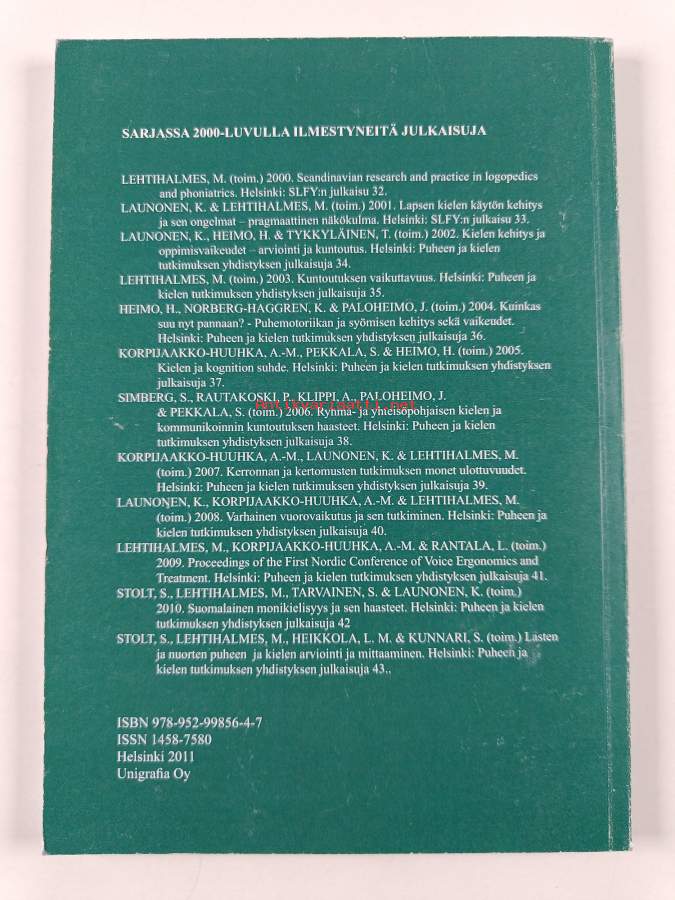 SARJASSA 2000-LUVULLA ILMESTYNEITÄ JULKAISUJA
LEHTIHALMES, M. (toim.) 2000. Scandinavian research and practice in logopedics
and phoniatrics. Helsinki: SLFY:n julkaisu 32.
LAUNONEN, K. & LEHTIHALMES, M. (toim.) 2001. Lapsen kielen käytön kehitys
ja sen ongelmat – pragmaattinen näkökulma. Helsinki: SLFY:n julkaisu 33.
LAUNONEN, K., HEIMO, H. & TYKKYLÄINEN, T. (toim.) 2002. Kielen kehitys ja
oppimisvaikeudet – arviointi ja kuntoutus. Helsinki: Puheen ja kielen
tutkimuksen yhdistyksen julkaisuja 34.
LEHTIHALMES, M. (toim.) 2003. Kuntoutuksen vaikuttavuus. Helsinki: Puheen ja
kielen tutkimuksen yhdistyksen julkaisuja 35.
HEIMO, H., NORBERG-HAGGREN, K. & PALOHEIMO, J. (toim.) 2004. Kuinkas
suu nyt pannaan? - Puhemotoriikan ja syömisen kehitys sekä vaikeudet.
Helsinki: Puheen ja kielen tutkimuksen yhdistyksen julkaisuja 36.
KORPIJAAKKO-HUUHKA, A.-M., PEKKALA, S. & HEIMO, H. (toim.) 2005.
Kielen ja kognition suhde. Helsinki: Puheen ja kielen tutkimuksen yhdistyksen
julkaisuja 37.
SIMBERG, S., RAUTAKOSKI, P., KLIPPI, A., PALOHEIMO, J.
Antikvariaatti.net
& PEKKALA, S. (toim.) 2006. Ryhmä- ja yhteisöpohjaisen kielen ja
kommunikoinnin kuntoutuksen haasteet. Helsinki: Puheen ja kielen
tutkimuksen yhdistyksen julkaisuja 38.
KORPIJAAKKO-HUUHKA, A.-M., LAUNONEN, K. & LEHTIHALMES, M.
(toim.) 2007. Kerronnan ja kertomusten tutkimuksen monet ulottuvuudet.
Helsinki: Puheen ja kielen tutkimuksen yhdistyksen julkaisuja 39.
LAUNONEN, K., KORPIJAAKKO-HUUHKA, A.-M. & LEHTIHALMES, M.
(toim.) 2008. Varhainen vuorovaikutus ja sen tutkiminen. Helsinki: Puheen ja
kielen tutkimuksen yhdistyksen julkaisuja 40.
LEHTIHALMES, M., KORPIJAAKKO-HUUHKA, A.-M. & RANTALA, L. (toim.)
2009. Proceedings of the First Nordic Conference of Voice Ergonomics and
Treatment. Helsinki: Puheen ja kielen tutkimuksen yhdistyksen julkaisuja 41.
STOLT, S., LEHTIHALMES, M., TARVAINEN, S. & LAUNONEN, K. (toim.)
2010. Suomalainen monikielisyys ja sen haasteet. Helsinki: Puheen ja kielen
tutkimuksen yhdistyksen julkaisuja 42
STOLT, S., LEHTIHALMES, M., HEIKKOLA, L. M. & KUNNARI, S. (toim.) Lasten
ja nuorten puheen ja kielen arviointi ja mittaaminen. Helsinki: Puheen ja
kielen tutkimuksen yhdistyksen julkaisuja 43..
ISBN 978-952-99856-4-7
ISSN 1458-7580
Helsinki 2011
Unigrafia Oy